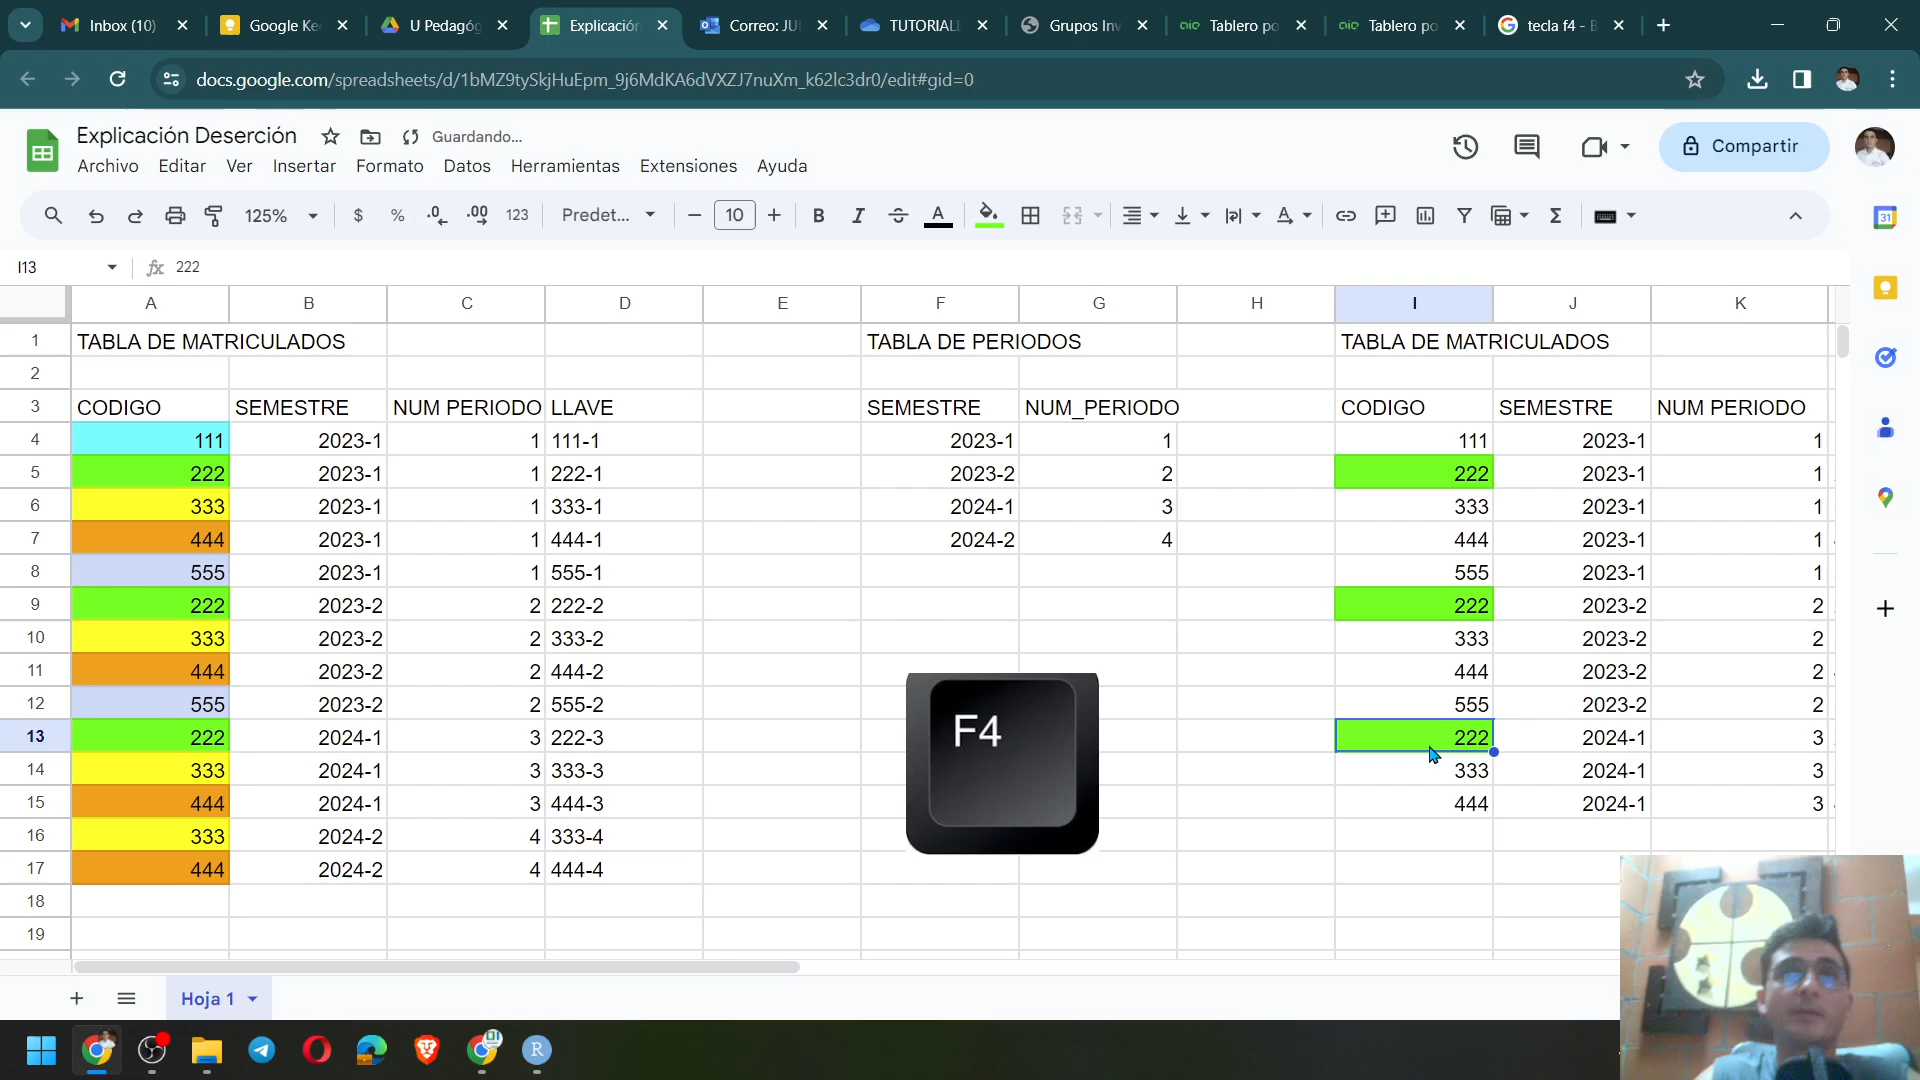 Inbox (10)
Google Ke
U Pedagóg
Explicación
Correo: JU
TUTORIALE
Grupos Inv
Tablero po
Tablero po
tecla f4 - B
docs.google.com/spreadsheets/d/1bMZ9tySkjHuEpm_9j6MdKA6dVXZJ7nuXm_k62lc3dr0/edit#gid=0
Explicación Deserción
Guardando...
Archivo Editar Ver Insertar Formato Datos Herramientas Extensiones Ayuda
Compartir
125% $ % .0 .00 123 Predet... 10 B I S A
31
I13 fx 222
A B C D E F G H I J K
1 TABLA DE MATRICULADOS TABLA DE PERIODOS TABLA DE MATRICULADOS
2
3 CODIGO SEMESTRE NUM PERIODO LLAVE SEMESTRE NUM_PERIODO CODIGO SEMESTRE NUM PERIODO
4 111 2023-1 1 111-1 2023-1 1 111 2023-1 1
5 222 2023-1 1 222-1 2023-2 2 222 2023-1 1
6 333 2023-1 1 333-1 2024-1 3 333 2023-1 1
7 444 2023-1 1 444-1 2024-2 4 444 2023-1 1
8 555 2023-1 1 555-1 555 2023-1 1
9 222 2023-2 2 222-2 222 2023-2 2
10 333 2023-2 2 333-2 333 2023-2 2
11 444 2023-2 2 444-2 444 2023-2 2
12 555 2023-2 2 555-2 555 2023-2 2
13 222 2024-1 3 222-3 222 2024-1 3
14 333 2024-1 3 333-3 333 2024-1 3
15 444 2024-1 3 444-3 444 2024-1 3
16 333 2024-2 4 333-4
17 444 2024-2 4 444-4
18
19
F4
Hoja 1
R